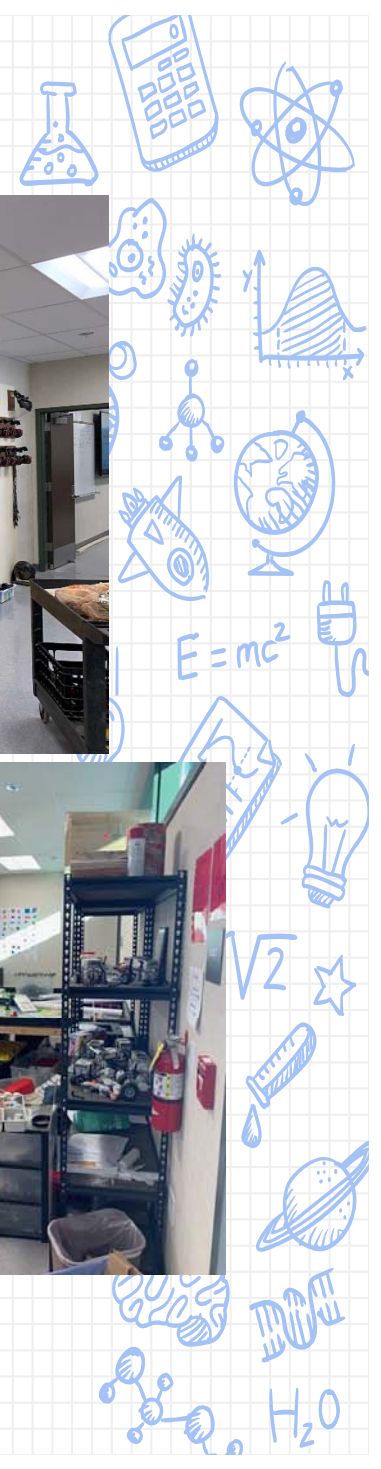 y
x
E = mc²
√2
H₂O